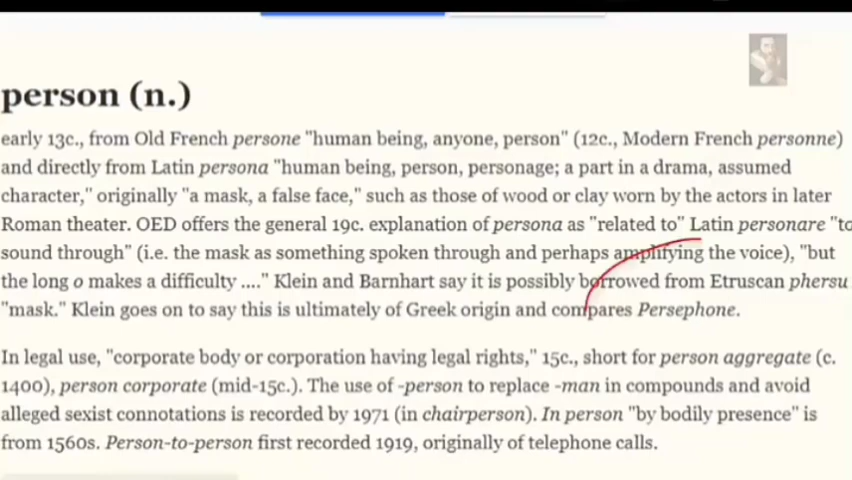 person (n.)
early 13c., from Old French persone "human being, anyone, person" (12c., Modern French personne)
and directly from Latin persona "human being, person, personage; a part in a drama, assumed
character," originally "a mask, a false face," such as those of wood or clay worn by the actors in later
Roman theater. OED offers the general 19c. explanation of persona as "related to" Latin personare "to
sound through" (i.e. the mask as something spoken through and perhaps amplifying the voice), "but
the long o makes a difficulty ...." Klein and Barnhart say it is possibly borrowed from Etruscan phersu
"mask." Klein goes on to say this is ultimately of Greek origin and compares Persephone.
In legal use, "corporate body or corporation having legal rights," 15c., short for person aggregate (c.
1400), person corporate (mid-15c.). The use of -person to replace -man in compounds and avoid
alleged sexist connotations is recorded by 1971 (in chairperson). In person "by bodily presence" is
from 1560s. Person-to-person first recorded 1919, originally of telephone calls.